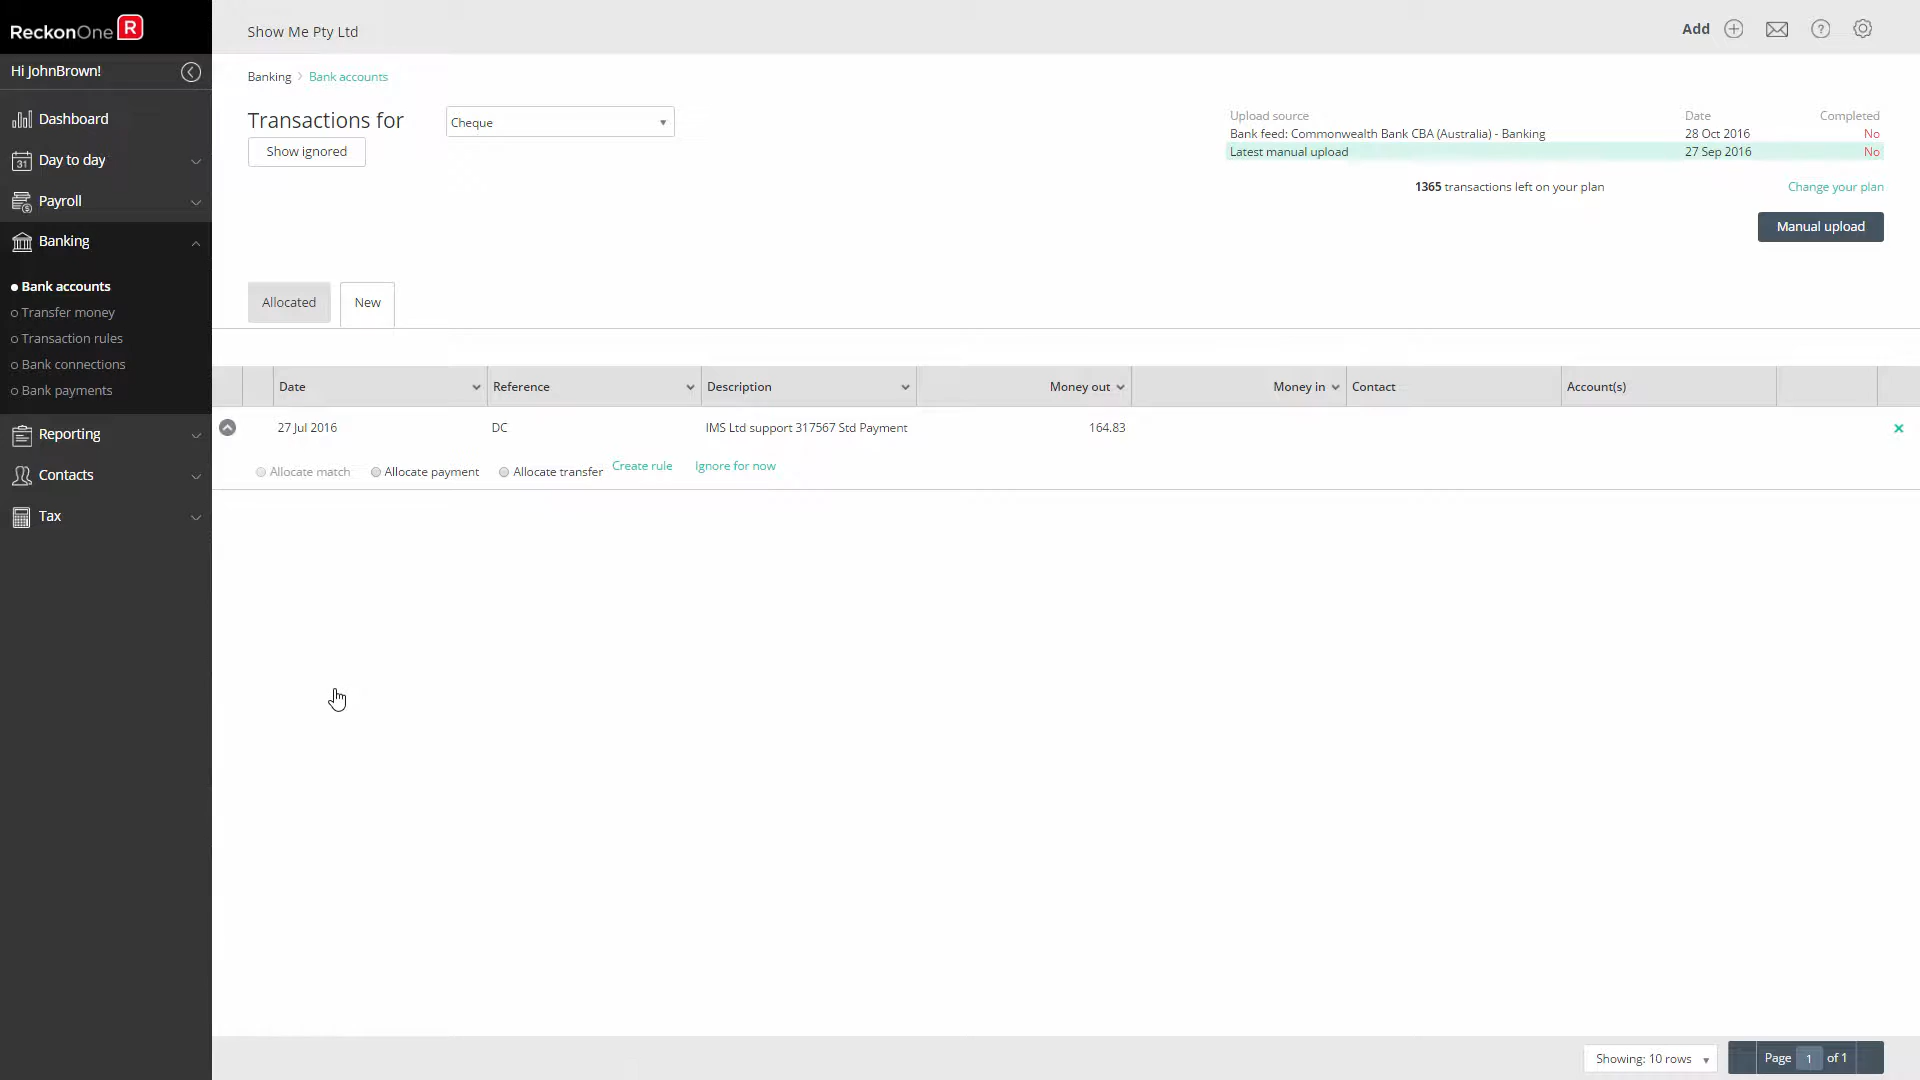 ReckonOne R
Show Me Pty Ltd
Add
Hi JohnBrown!
Banking Bank accounts
Dashboard
Day to day
Payroll
Banking
Bank accounts
Transfer money
Transaction rules
Bank connections
Bank payments
Reporting
Contacts
Tax
Transactions for Cheque
Show ignored
Upload source Date Completed
Bank feed: Commonwealth Bank CBA (Australia) - Banking 28 Oct 2016 No
Latest manual upload 27 Sep 2016 No
1365 transactions left on your plan Change your plan
Manual upload
Allocated New
Date Reference Description Money out Money in Contact Account(s)
27 Jul 2016 DC IMS Ltd support 317567 Std Payment 164.83
Allocate match Allocate payment Allocate transfer Create rule Ignore for now
Showing: 10 rows Page 1 of 1